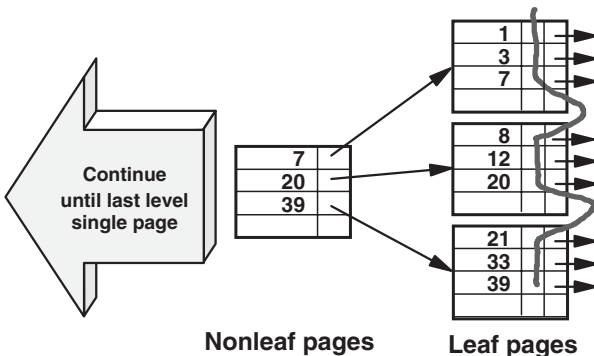 Continue
until last level
single page
7
20
39
1
3
7
8
12
20
21
33
39
Nonleaf pages
Leaf pages